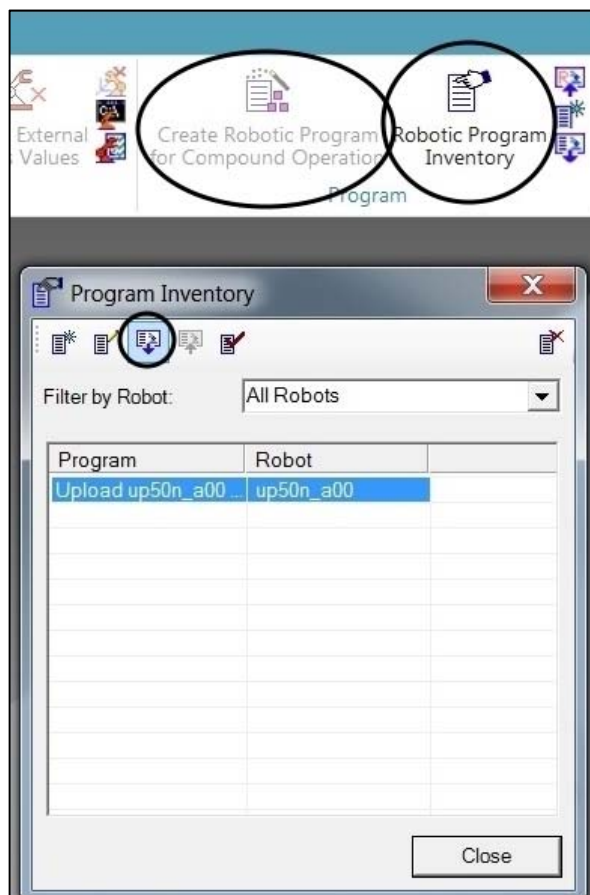 External
Values
Create Robotic Program
for Compound Operation
Robotic Program
Inventory
Program
Program Inventory
Filter by Robot:
All Robots
Program
Robot
Upload up50n_a00 ...
up50n_a00
Close